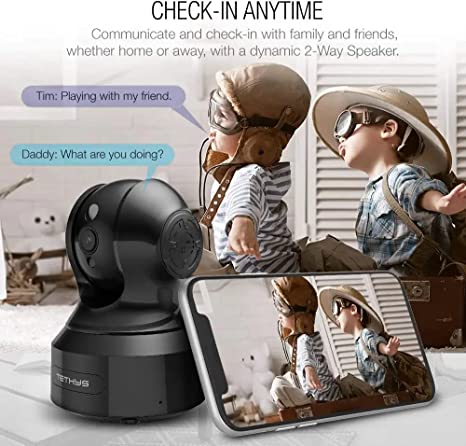 CHECK-IN ANYTIME
Communicate and check-in with family and friends,
whether home or away, with a dynamic 2-Way Speaker.
Tim: Playing with my friend.
Daddy: What are you doing?
TETHYS